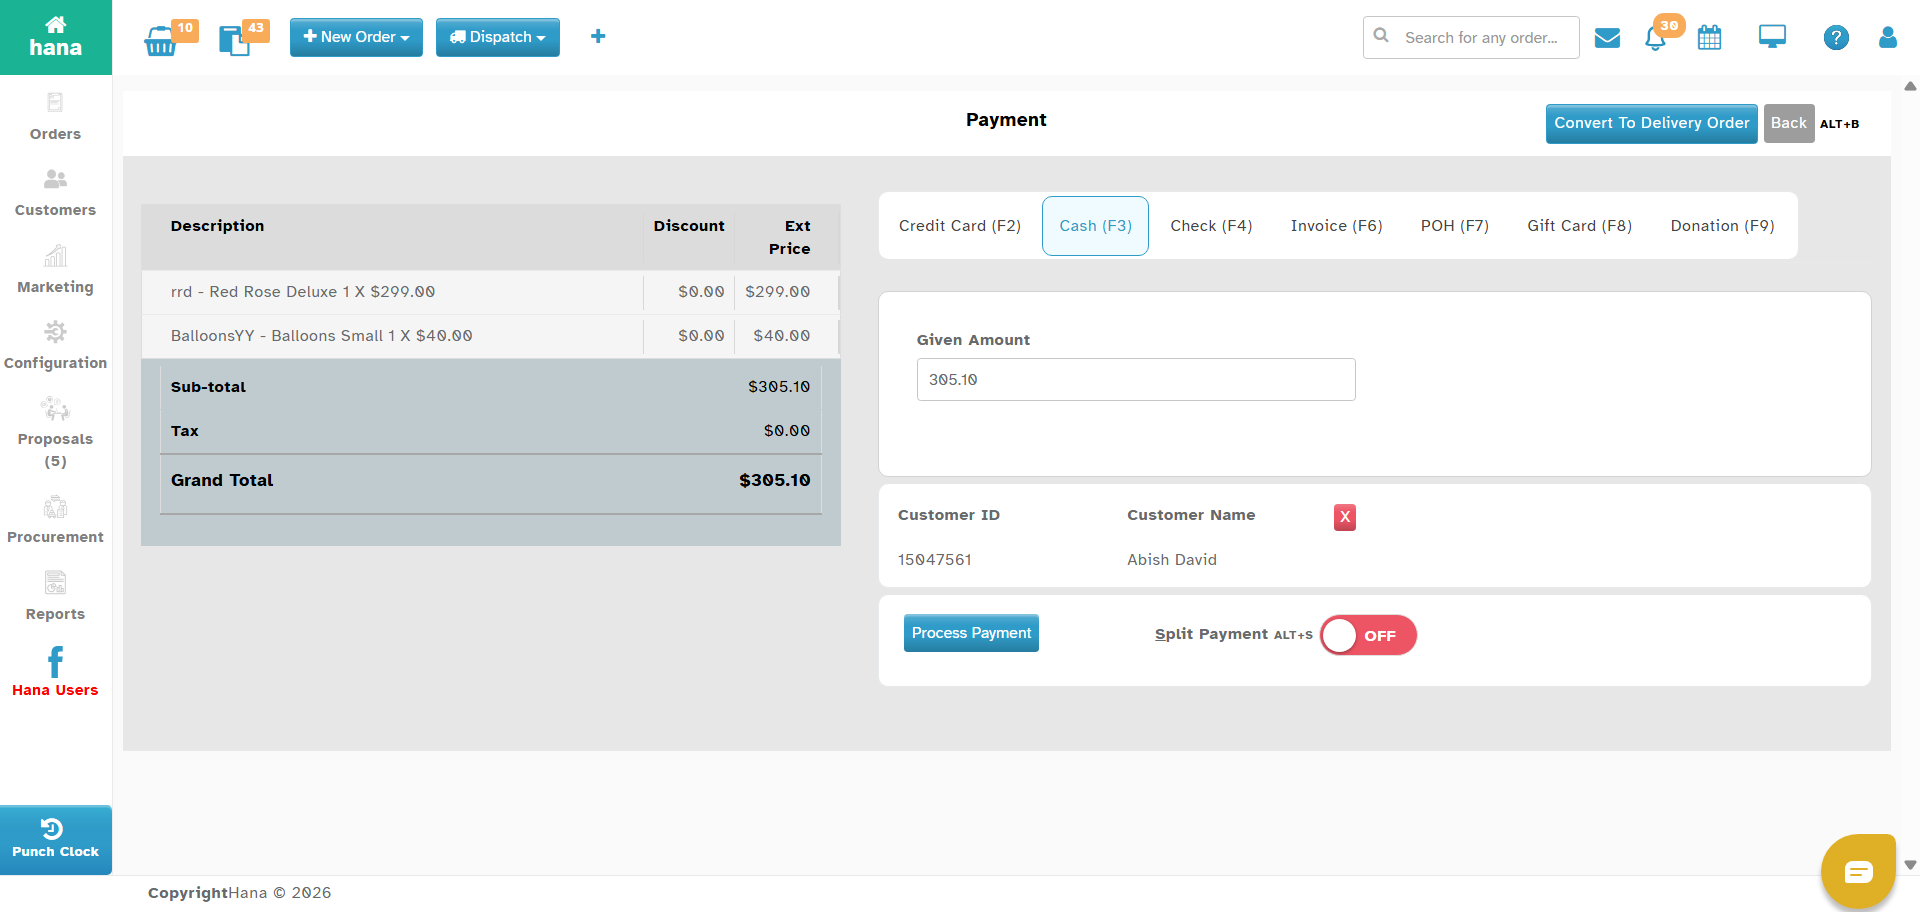 hana
10
43
New Order
Dispatch
Search for any order...
30
?
Orders
Customers
Marketing
Configuration
Proposals
(5)
Procurement
Reports
Hana Users
Punch Clock
Payment
Convert To Delivery Order
Back
ALT+B
Description
Discount
Ext
Price
rrd - Red Rose Deluxe 1 X $299.00
$0.00
$299.00
BalloonsYY - Balloons Small 1 X $40.00
$0.00
$40.00
Sub-total
$305.10
Tax
$0.00
Grand Total
$305.10
Credit Card (F2)
Cash (F3)
Check (F4)
Invoice (F6)
POH (F7)
Gift Card (F8)
Donation (F9)
Given Amount
305.10
Customer ID
Customer Name
X
15047561
Abish David
Process Payment
Split Payment ALT+S
OFF
CopyrightHana © 2026